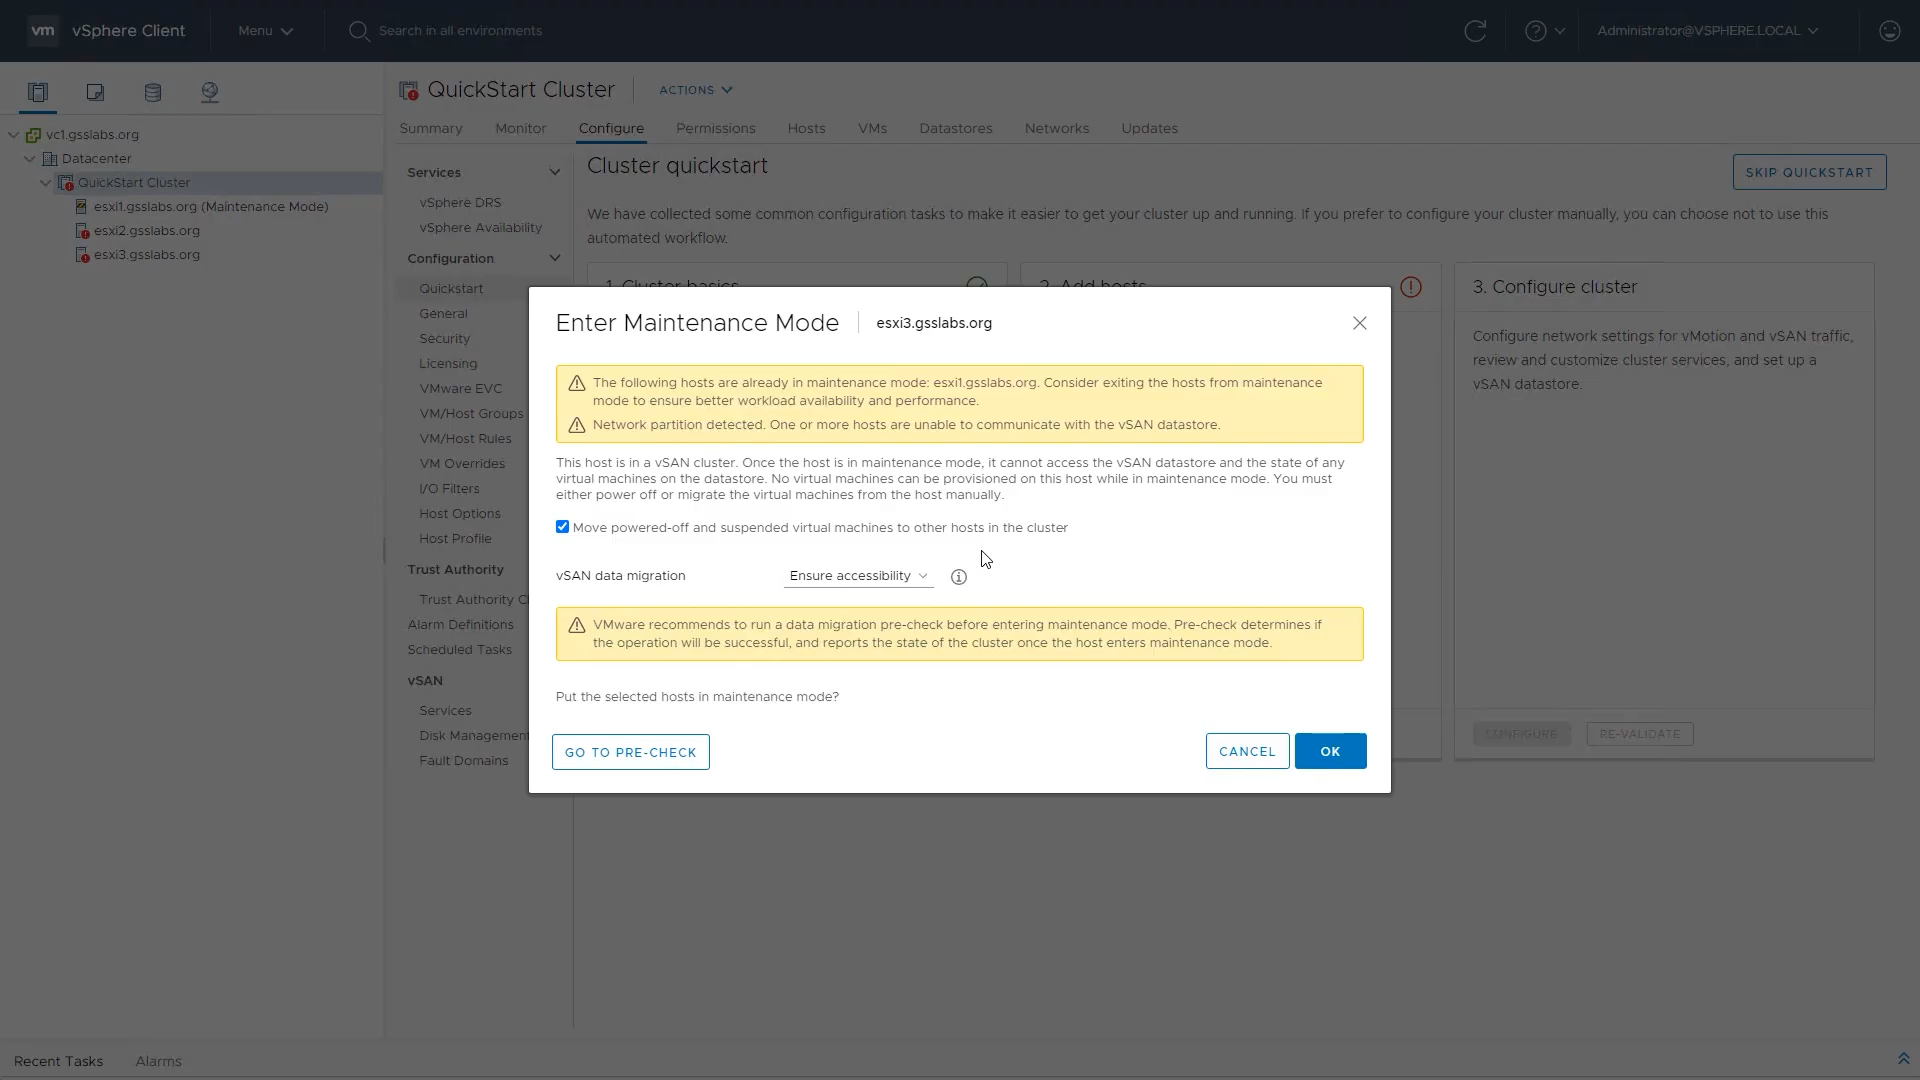 vm vSphere Client
Menu
Search in all environments
Administrator@VSPHERE.LOCAL
vc1.gsslabs.org
Datacenter
QuickStart Cluster
esxi1.gsslabs.org (Maintenance Mode)
esxi2.gsslabs.org
esxi3.gsslabs.org
QuickStart Cluster
ACTIONS
Summary
Monitor
Configure
Permissions
Hosts
VMs
Datastores
Networks
Updates
Services
vSphere DRS
vSphere Availability
Configuration
Quickstart
General
Security
Licensing
VMware EVC
VM/Host Groups
VM/Host Rules
VM Overrides
I/O Filters
Host Options
Host Profile
Trust Authority
Trust Authority C
Alarm Definitions
Scheduled Tasks
vSAN
Services
Disk Management
Fault Domains
Cluster quickstart
SKIP QUICKSTART
We have collected some common configuration tasks to make it easier to get your cluster up and running. If you prefer to configure your cluster manually, you can choose not to use this
automated workflow.
1. Cluster basics
2. Add hosts
3. Configure cluster
Configure network settings for vMotion and vSAN traffic,
review and customize cluster services, and set up a
vSAN datastore.
CONFIGURE
RE-VALIDATE
Enter Maintenance Mode
esxi3.gsslabs.org
The following hosts are already in maintenance mode: esxi1.gsslabs.org. Consider exiting the hosts from maintenance
mode to ensure better workload availability and performance.
Network partition detected. One or more hosts are unable to communicate with the vSAN datastore.
This host is in a vSAN cluster. Once the host is in maintenance mode, it cannot access the vSAN datastore and the state of any
virtual machines on the datastore. No virtual machines can be provisioned on this host while in maintenance mode. You must
either power off or migrate the virtual machines from the host manually.
Move powered-off and suspended virtual machines to other hosts in the cluster
vSAN data migration
Ensure accessibility
VMware recommends to run a data migration pre-check before entering maintenance mode. Pre-check determines if
the operation will be successful, and reports the state of the cluster once the host enters maintenance mode.
Put the selected hosts in maintenance mode?
GO TO PRE-CHECK
CANCEL
OK
Recent Tasks
Alarms